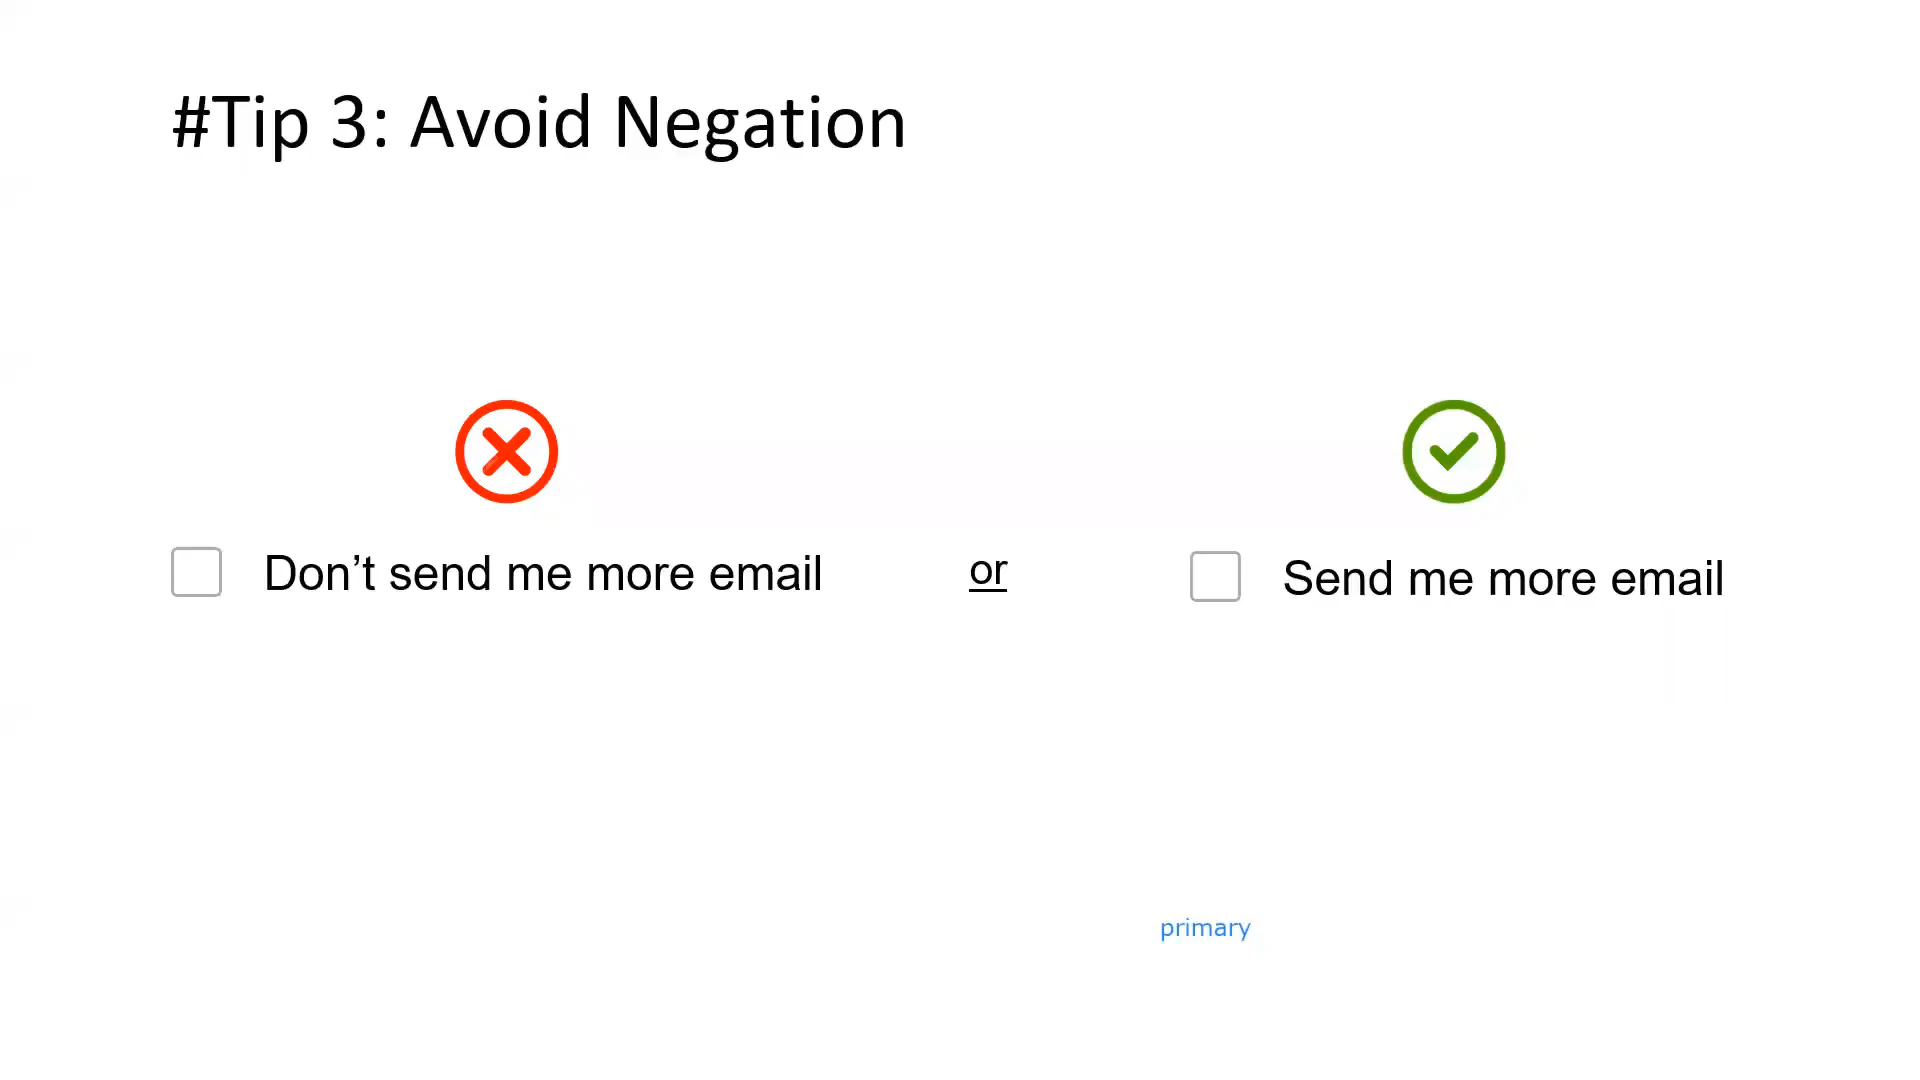 #Tip 3: Avoid Negation
Don’t send me more email
or
Send me more email
primary